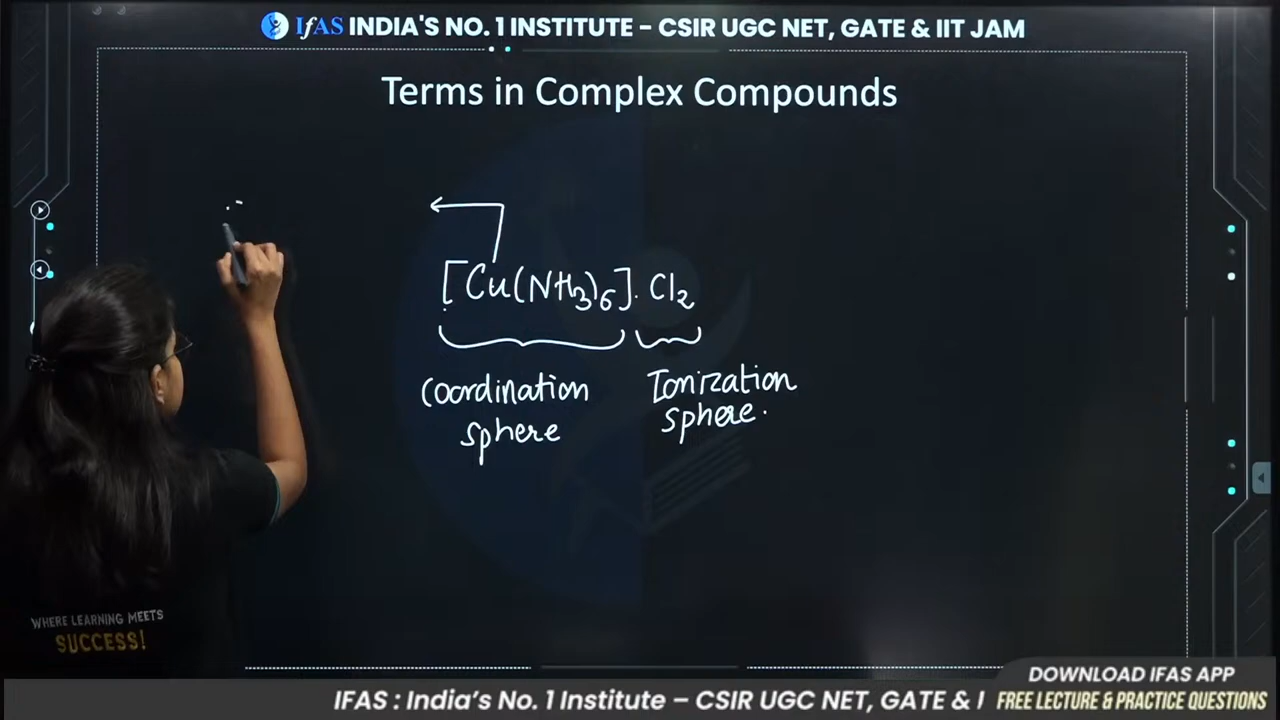 IfAS INDIA'S NO. 1 INSTITUTE – CSIR UGC NET, GATE & IIT JAM
Terms in Complex Compounds
[Cu(NH3)6].Cl2
Coordination
sphere
Ionization
sphere.
WHERE LEARNING MEETS
SUCCESS!
DOWNLOAD IFAS APP
IFAS : India's No. 1 Institute – CSIR UGC NET, GATE & I
FREE LECTURE & PRACTICE QUESTIONS